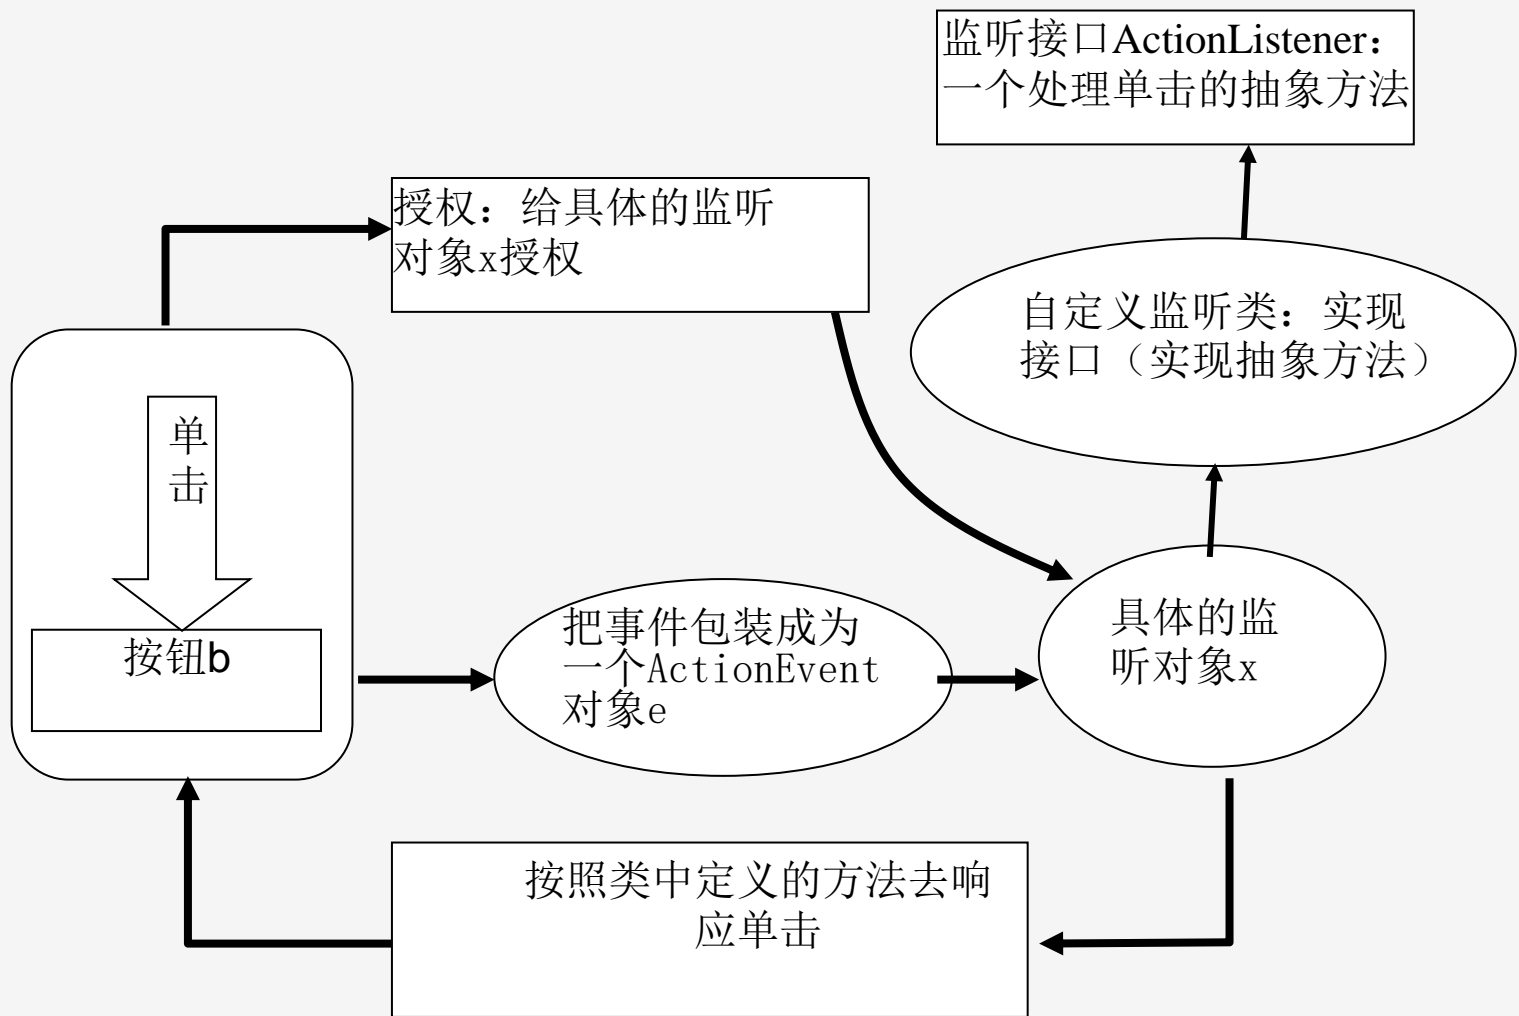 监听接口ActionListener：
一个处理单击的抽象方法
授权：给具体的监听
对象x授权
自定义监听类：实现
接口（实现抽象方法）
单
击
按钮b
把事件包装成为
一个ActionEvent
对象e
具体的监
听对象x
按照类中定义的方法去响
应单击